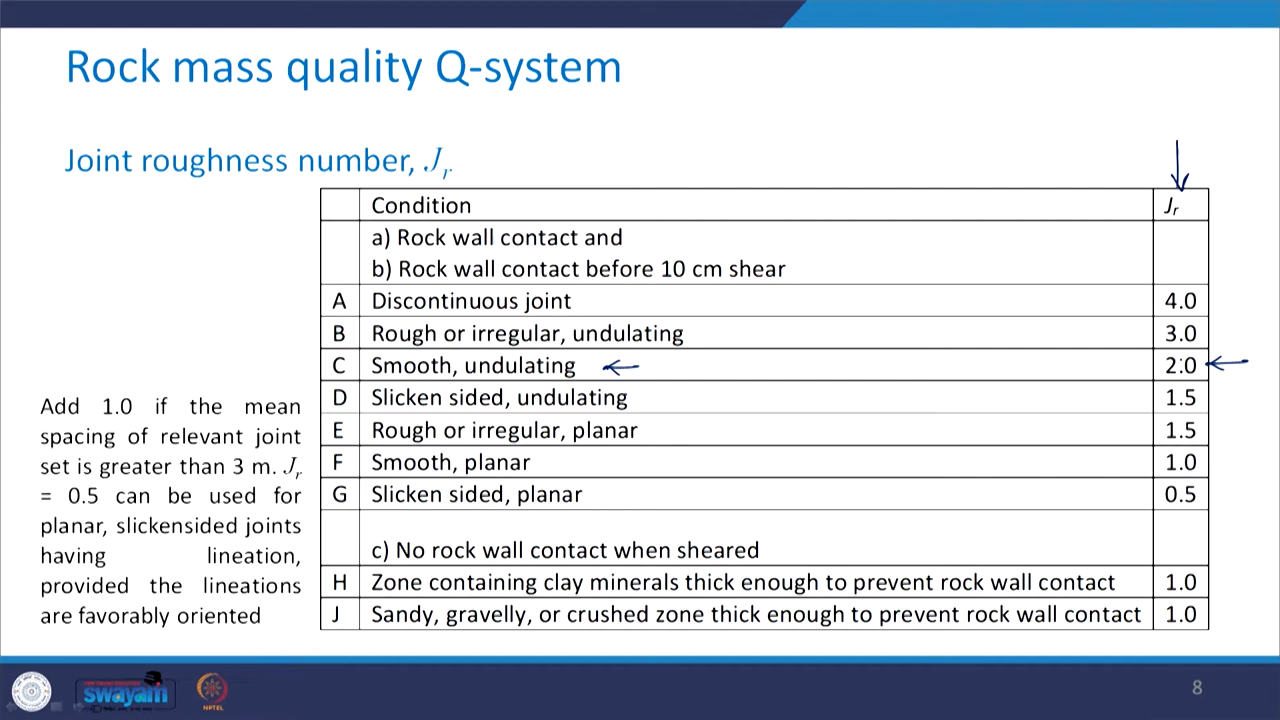 Rock mass quality Q-system
Joint roughness number, Jr
Condition Jr
a) Rock wall contact and
b) Rock wall contact before 10 cm shear
A Discontinuous joint 4.0
B Rough or irregular, undulating 3.0
C Smooth, undulating 2.0
D Slicken sided, undulating 1.5
E Rough or irregular, planar 1.5
F Smooth, planar 1.0
G Slicken sided, planar 0.5
c) No rock wall contact when sheared
H Zone containing clay minerals thick enough to prevent rock wall contact 1.0
J Sandy, gravelly, or crushed zone thick enough to prevent rock wall contact 1.0
Add 1.0 if the mean
spacing of relevant joint
set is greater than 3 m. Jr
= 0.5 can be used for
planar, slickensided joints
having lineation,
provided the lineations
are favorably oriented
swayam
NPTEL
8